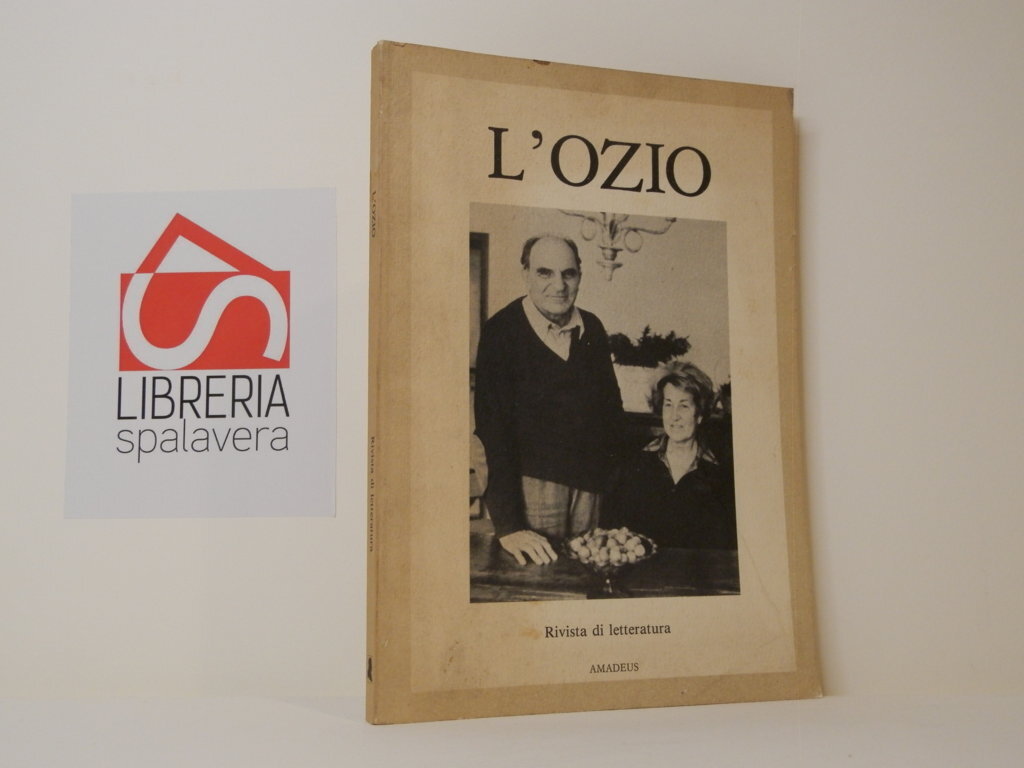 LIBRERIA
spalavera
L'OZIO
Rivista di letteratura
L'OZIO
Rivista di letteratura
AMADEUS